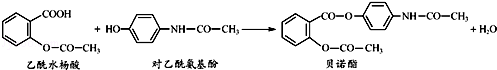 COOH
O—C—CH₃
O
乙酰水杨酸
+
HO
NH—C—CH₃
O
对乙酰氨基酚
CO—O
NH—C—CH₃
O
O—C—CH₃
O
贝诺酯
+ H₂O